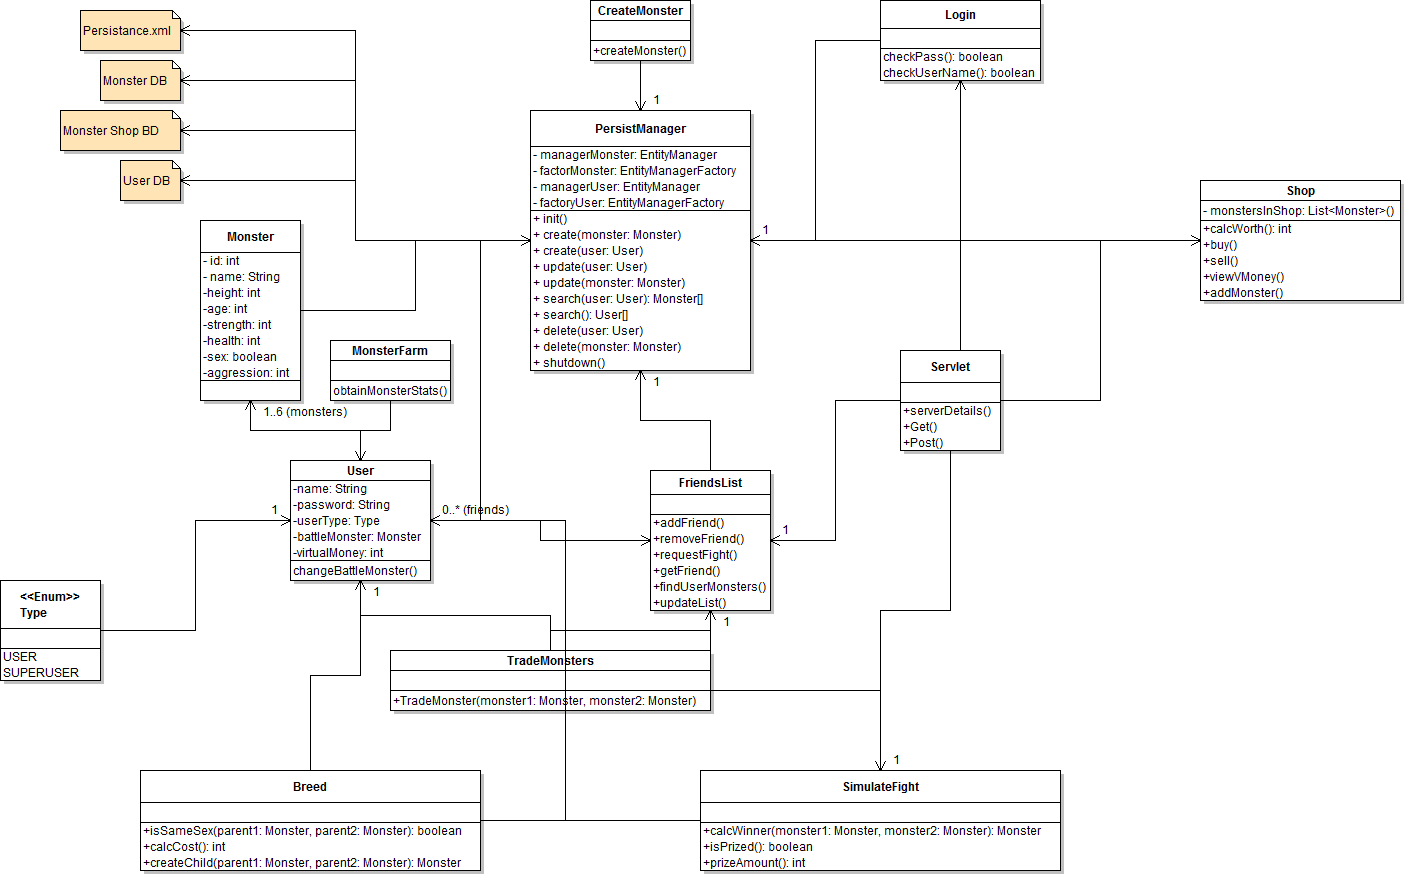 CreateMonster
+createMonster()
Login
checkPass(): boolean
checkUserName(): boolean
Persistance.xml
Monster DB
Monster Shop BD
User DB
1
PersistManager
- managerMonster: EntityManager
- factorMonster: EntityManagerFactory
- managerUser: EntityManager
- factoryUser: EntityManagerFactory
+ init()
+ create(monster: Monster)
+ create(user: User)
+ update(user: User)
+ update(monster: Monster)
+ search(user: User): Monster[]
+ search(): User[]
+ delete(user: User)
+ delete(monster: Monster)
+ shutdown()
1
1
Shop
- monstersInShop: List<Monster>()
+calcWorth(): int
+buy()
+sell()
+viewVMoney()
+addMonster()
Monster
- id: int
- name: String
-height: int
-age: int
-strength: int
-health: int
-sex: boolean
-aggression: int
1..6 (monsters)
MonsterFarm
obtainMonsterStats()
Servlet
+serverDetails()
+Get()
+Post()
User
-name: String
-password: String
-userType: Type
-battleMonster: Monster
-virtualMoney: int
changeBattleMonster()
1
0..* (friends)
1
FriendsList
+addFriend()
+removeFriend()
+requestFight()
+getFriend()
+findUserMonsters()
+updateList()
1
1
<<Enum>>
Type
USER
SUPERUSER
TradeMonsters
+TradeMonster(monster1: Monster, monster2: Monster)
Breed
+isSameSex(parent1: Monster, parent2: Monster): boolean
+calcCost(): int
+createChild(parent1: Monster, parent2: Monster): Monster
1
SimulateFight
+calcWinner(monster1: Monster, monster2: Monster): Monster
+isPrized(): boolean
+prizeAmount(): int